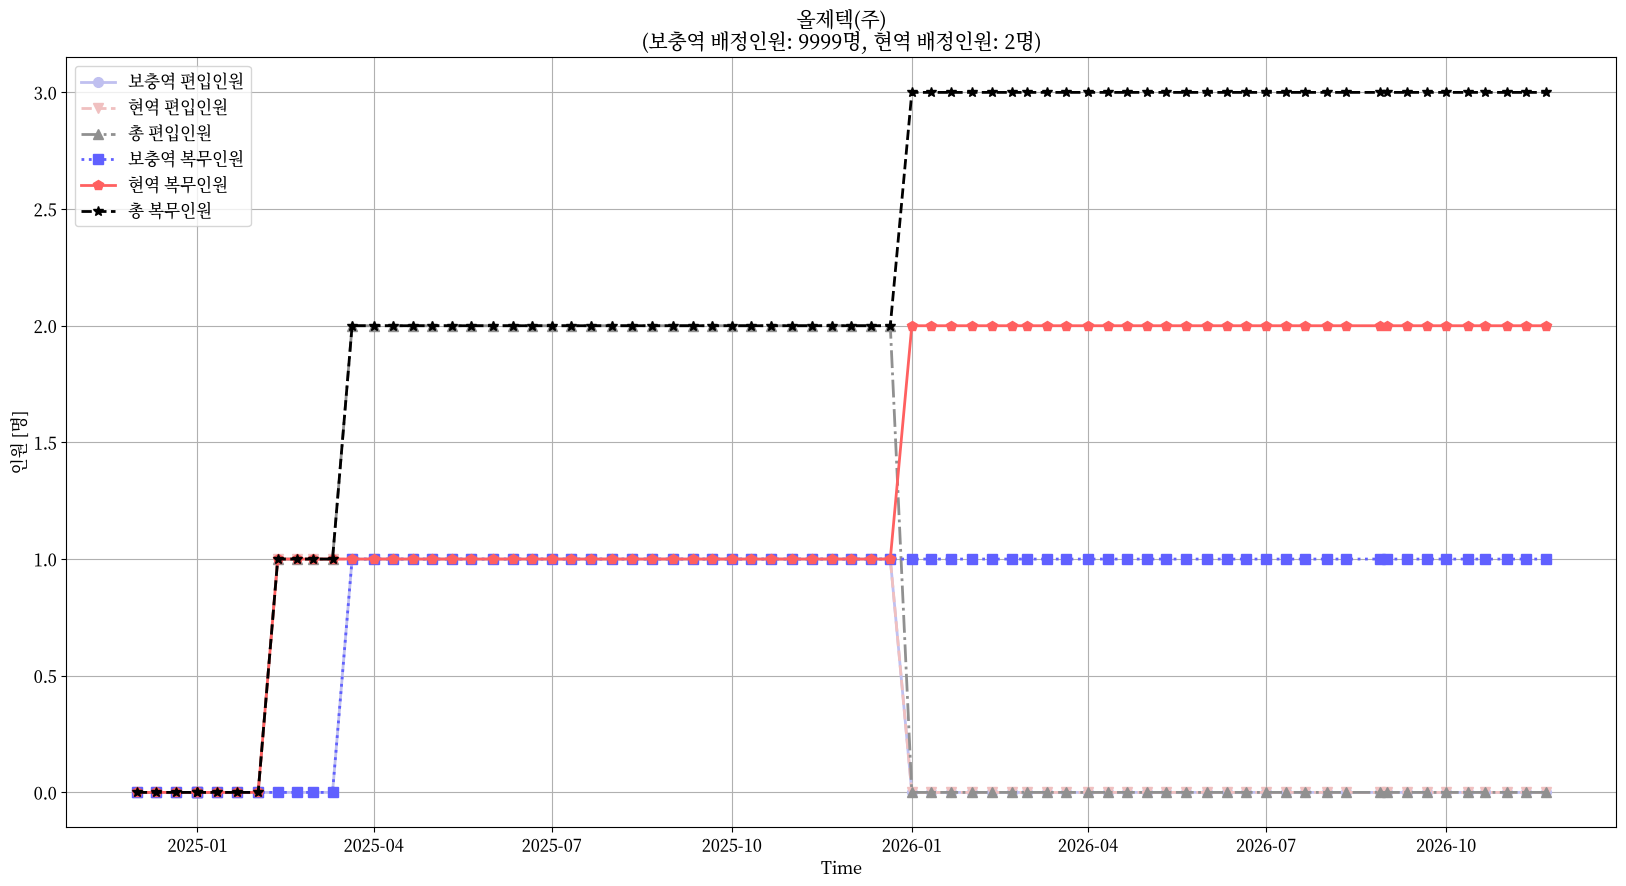 올제텍(주)
(보충역 배정인원: 9999명, 현역 배정인원: 2명)
보충역 편입인원
현역 편입인원
총 편입인원
보충역 복무인원
현역 복무인원
총 복무인원
인원 [명]
3.0
2.5
2.0
1.5
1.0
0.5
0.0
2025-01
2025-04
2025-07
2025-10
2026-01
2026-04
2026-07
2026-10
Time